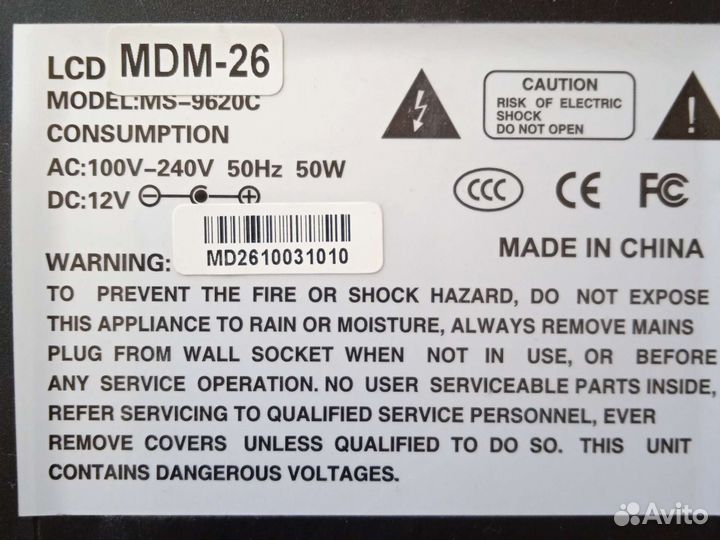 LCD MDM-26
MODEL:MS-9620C
CONSUMPTION
AC:100V-240V 50Hz 50W
DC:12V
CAUTION
RISK OF ELECTRIC
SHOCK
DO NOT OPEN
CCC CE FC
MADE IN CHINA
MD2610031010
WARNING:
TO PREVENT THE FIRE OR SHOCK HAZARD, DO NOT EXPOSE
THIS APPLIANCE TO RAIN OR MOISTURE, ALWAYS REMOVE MAINS
PLUG FROM WALL SOCKET WHEN NOT IN USE, OR BEFORE
ANY SERVICE OPERATION. NO USER SERVICEABLE PARTS INSIDE,
REFER SERVICING TO QUALIFIED SERVICE PERSONNEL, EVER
REMOVE COVERS UNLESS QUALIFIED TO DO SO. THIS UNIT
CONTAINS DANGEROUS VOLTAGES.
Avito